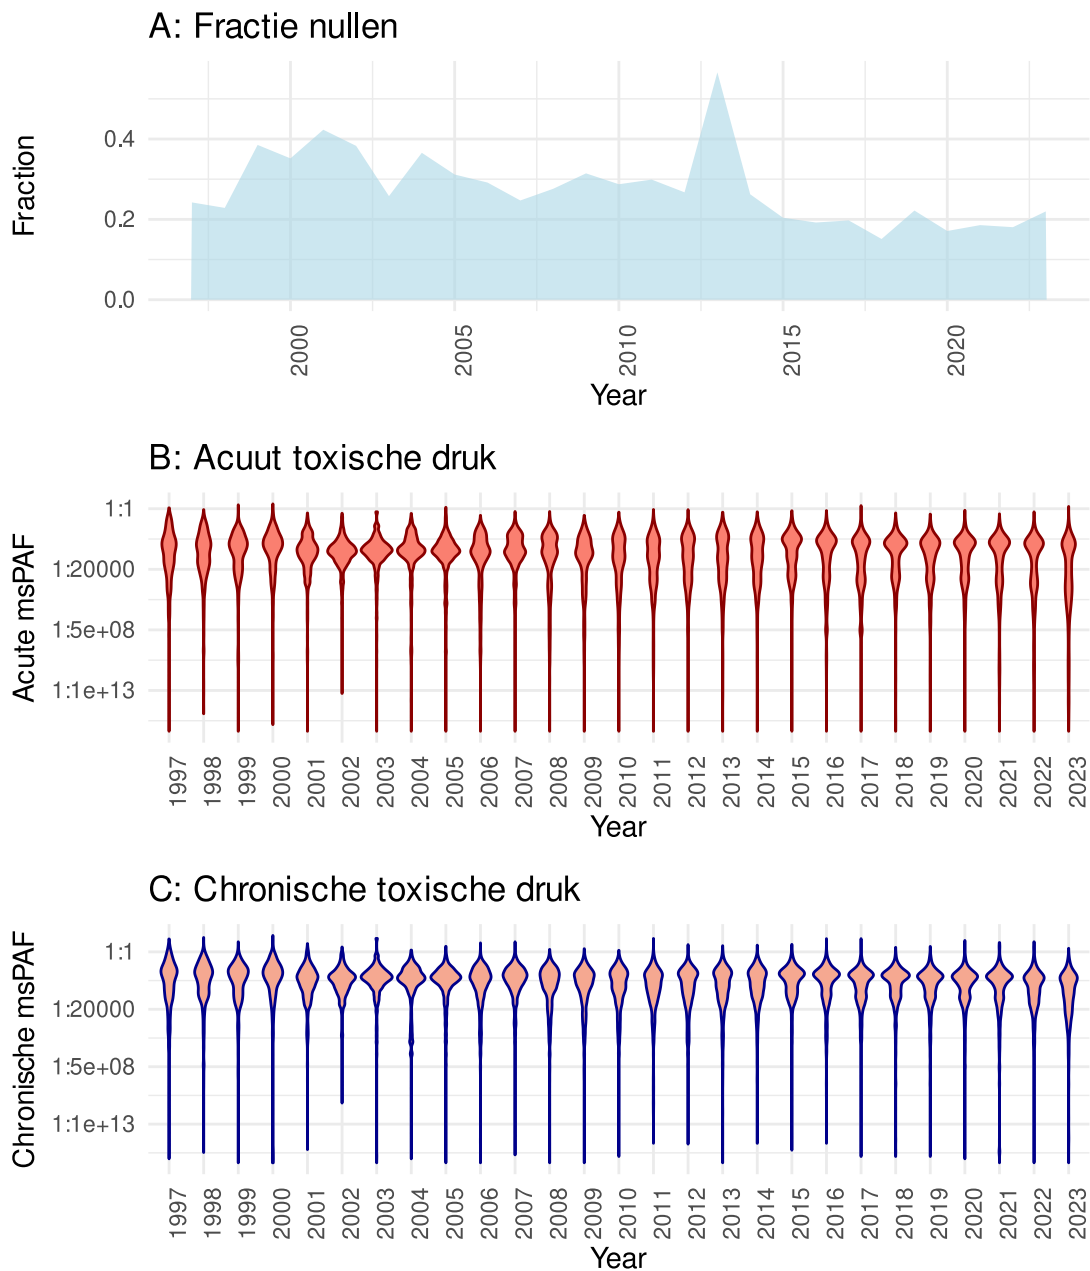 A: Fractie nullen
Fraction
0.4
0.2
0.0
2000 2005 2010 2015 2020
Year
B: Acuut toxische druk
Acute msPAF
1:1
1:20000
1:5e+08
1:1e+13
1997 1998 1999 2000 2001 2002 2003 2004 2005 2006 2007 2008 2009 2010 2011 2012 2013 2014 2015 2016 2017 2018 2019 2020 2021 2022 2023
Year
C: Chronische toxische druk
Chronische msPAF
1:1
1:20000
1:5e+08
1:1e+13
1997 1998 1999 2000 2001 2002 2003 2004 2005 2006 2007 2008 2009 2010 2011 2012 2013 2014 2015 2016 2017 2018 2019 2020 2021 2022 2023
Year